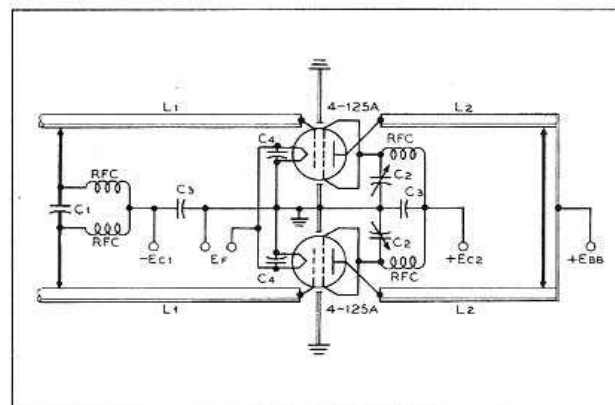 L1 4-125A L2
RFC C4 RFC
C3 C2
C1 C3
RFC C2
-EC1 EF RFC +EC2 +EBB
C4
L1 4-125A L2